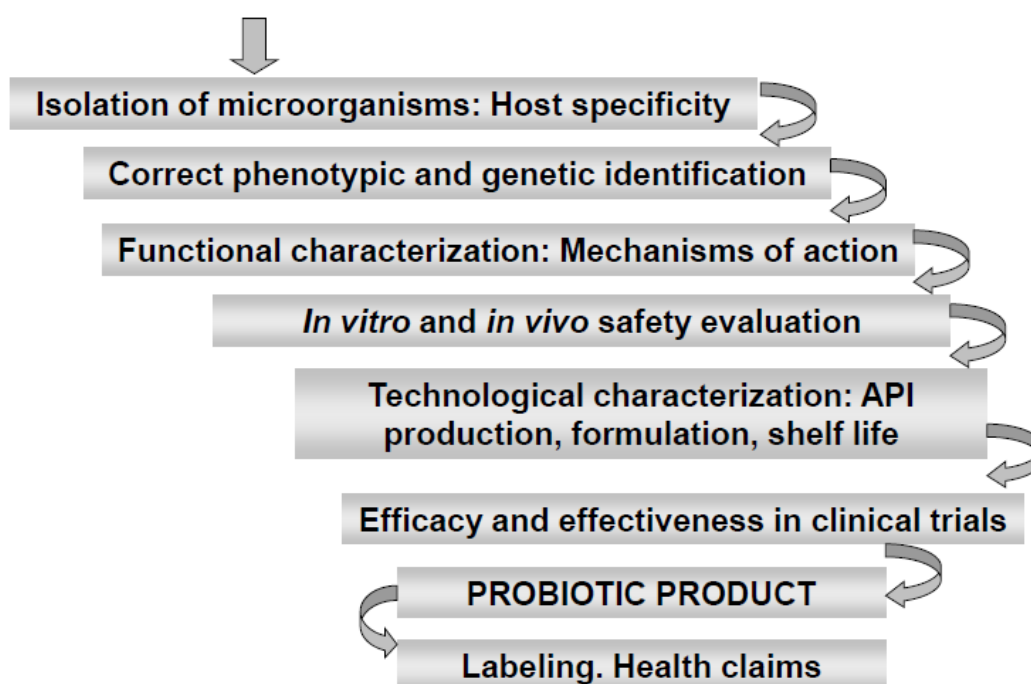 Isolation of microorganisms: Host specificity
Correct phenotypic and genetic identification
Functional characterization: Mechanisms of action
In vitro and in vivo safety evaluation
Technological characterization: API
production, formulation, shelf life
Efficacy and effectiveness in clinical trials
PROBIOTIC PRODUCT
Labeling. Health claims